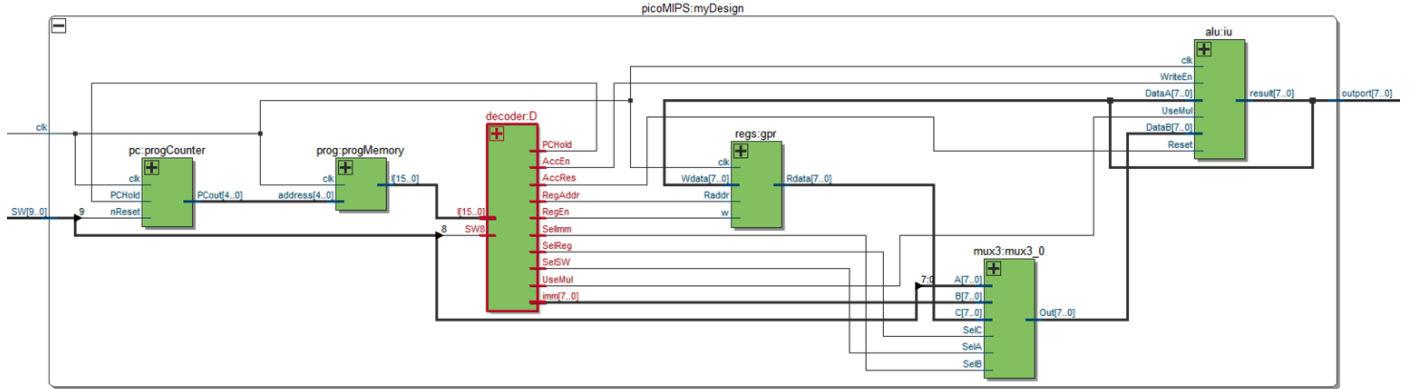 picoMIPS:myDesign
clk
SW[9..0]
9
8
7:0
pc:progCounter
clk
PCHold
nReset
PCout[4..0]
prog:progMemory
clk
address[4..0]
I[15..0]
decoder:D
I[15..0]
SW8
PCHold
AccEn
AccRes
RegAddr
RegEn
SelImm
SelReg
SelSW
UseMul
imm[7..0]
regs:gpr
clk
Wdata[7..0]
Raddr
w
Rdata[7..0]
mux3:mux3_0
A[7..0]
B[7..0]
C[7..0]
SelC
SelA
SelB
Out[7..0]
alu:iu
clk
WriteEn
DataA[7..0]
UseMul
DataB[7..0]
Reset
result[7..0]
outport[7..0]